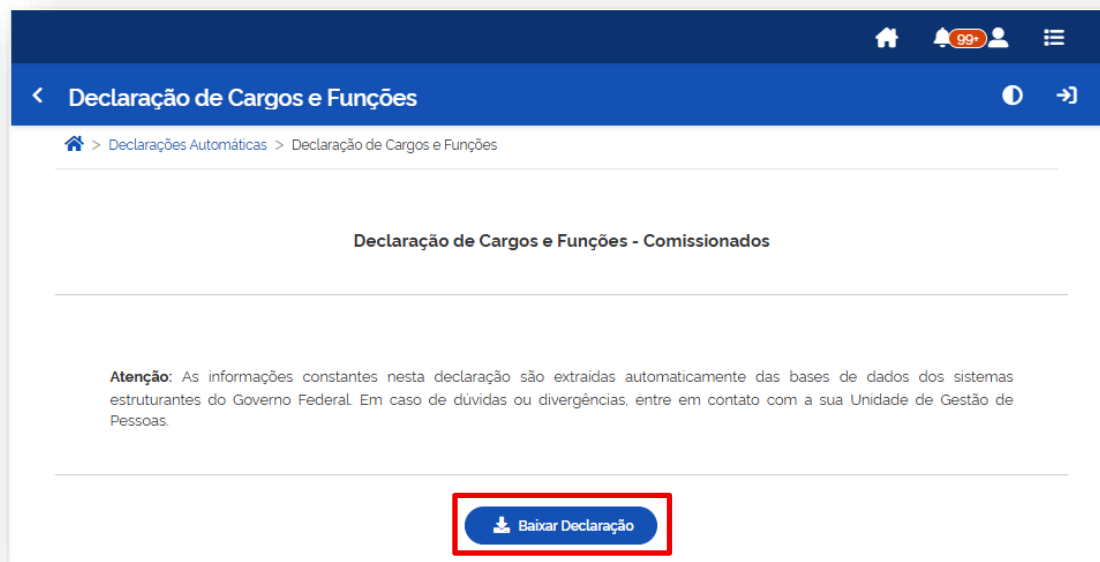 99+
Declaração de Cargos e Funções
> Declarações Automáticas > Declaração de Cargos e Funções
Declaração de Cargos e Funções - Comissionados
Atenção: As informações constantes nesta declaração são extraídas automaticamente das bases de dados dos sistemas
estruturantes do Governo Federal. Em caso de dúvidas ou divergências, entre em contato com a sua Unidade de Gestão de
Pessoas.
Baixar Declaração